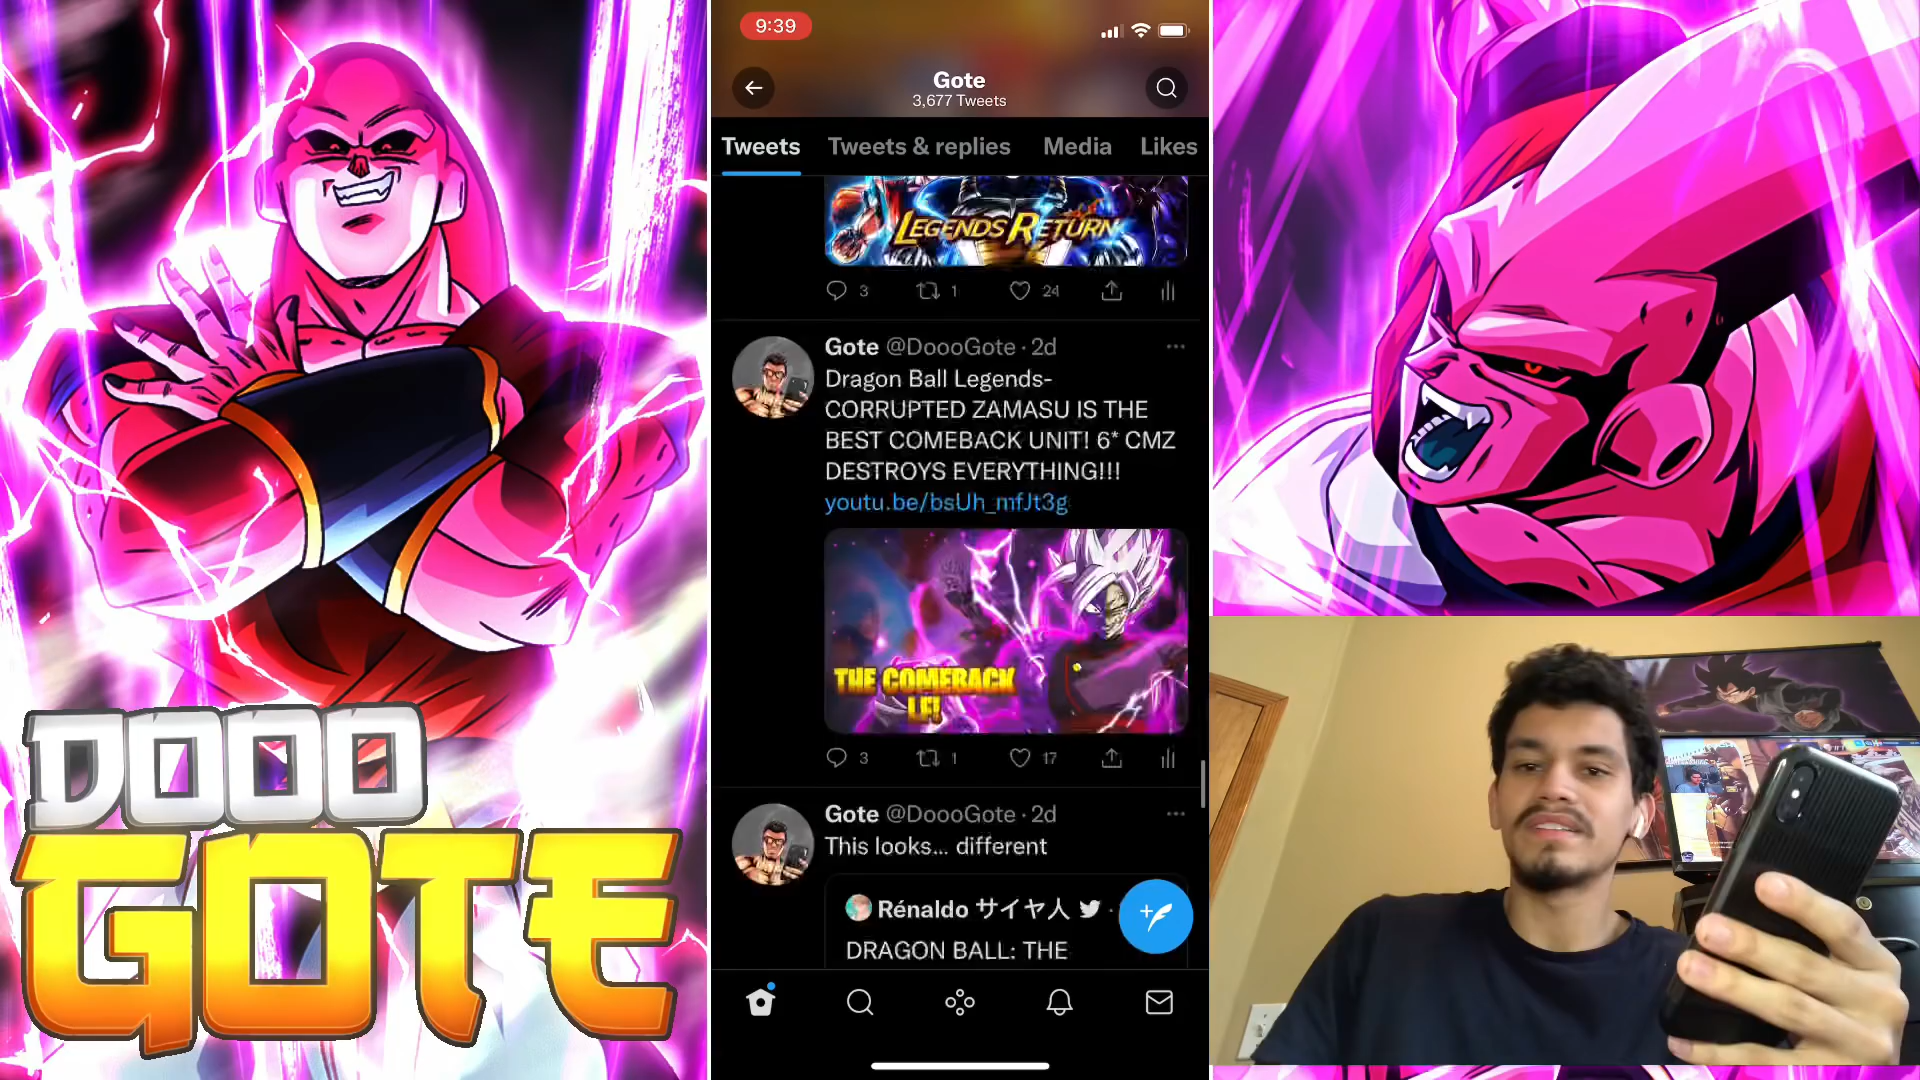 DOOO
GOTE
9:39
Gote
3,677 Tweets
Tweets Tweets & replies Media Likes
LEGENDS RETURN
3 1 24
Gote @DoooGote · 2d
Dragon Ball Legends-
CORRUPTED ZAMASU IS THE
BEST COMEBACK UNIT! 6* CMZ
DESTROYS EVERYTHING!!!
youtu.be/bsUh_mfJt3g
THE COMEBACK
LF!
3 1 17
Gote @DoooGote · 2d
This looks... different
Rénaldo サイヤ人 ·
DRAGON BALL: THE